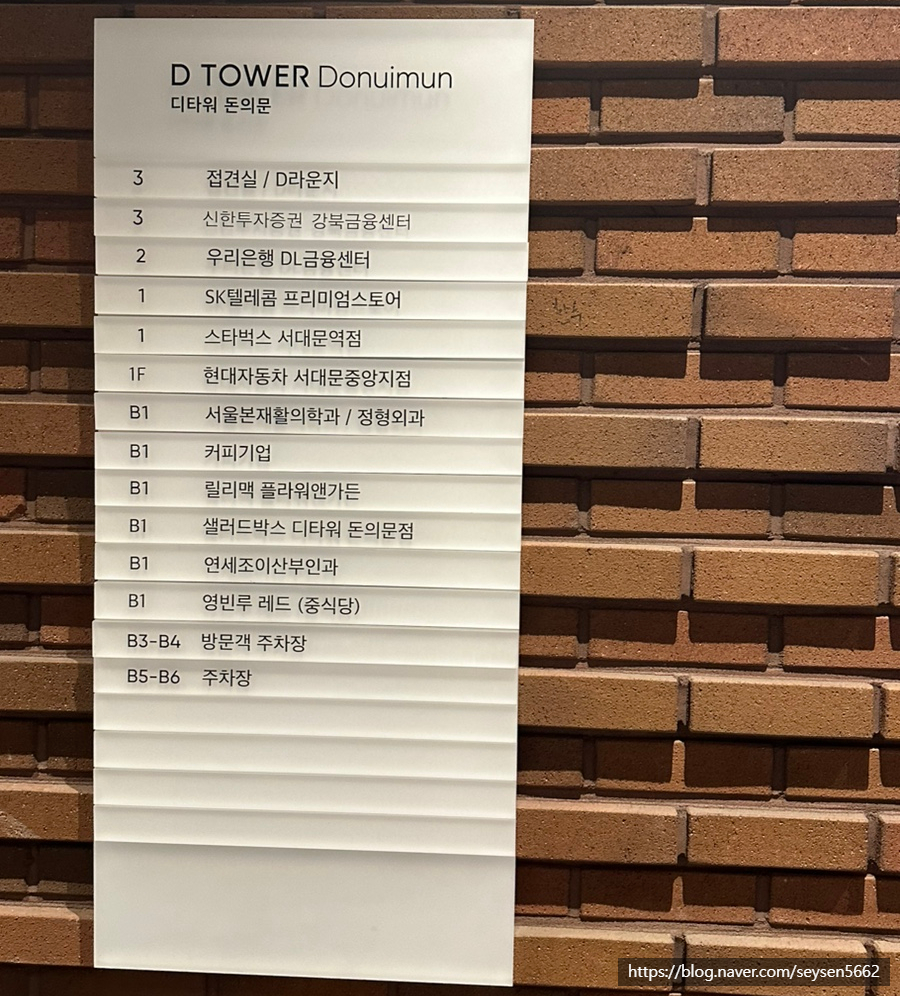 D TOWER Donuimun
디타워 돈의문
3 접견실 / D라운지
3 신한투자증권 강북금융센터
2 우리은행 DL금융센터
1 SK텔레콤 프리미엄스토어
1 스타벅스 서대문역점
1F 현대자동차 서대문중앙지점
B1 서울본재활의학과 / 정형외과
B1 커피기업
B1 릴리맥 플라워앤가든
B1 샐러드박스 디타워 돈의문점
B1 연세조이산부인과
B1 영빈루 레드 (중식당)
B3-B4 방문객 주차장
B5-B6 주차장
https://blog.naver.com/seysen5662